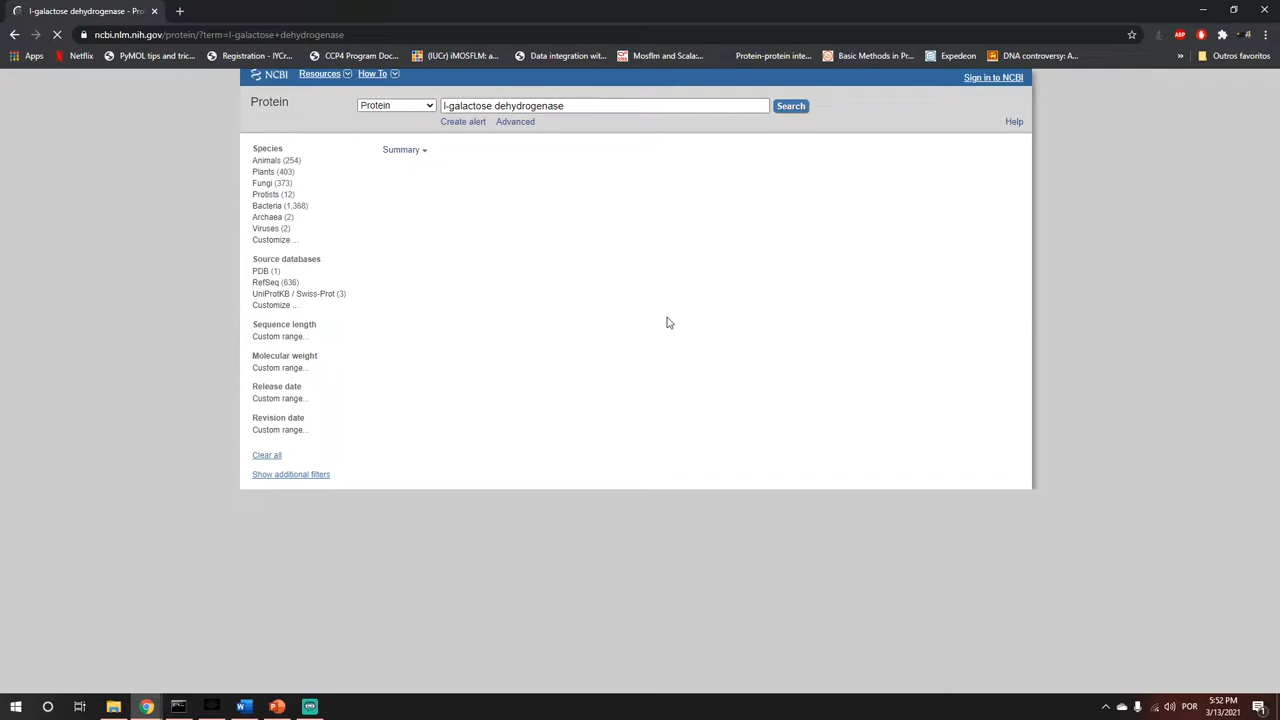 l-galactose dehydrogenase - Pro
ncbi.nlm.nih.gov/protein/?term=l-galactose+dehydrogenase
ABP
Apps Netflix PyMOL tips and tric... Registration - IYCr... CCP4 Program Doc... (IUCr) iMOSFLM: a... Data integration wi... Mosflm and Scala:... Protein-protein inte... Basic Methods in Pr... Expedeon DNA controversy: A... » Outros favoritos
NCBI Resources How To Sign in to NCBI
Protein Protein l-galactose dehydrogenase Search
Create alert Advanced Help
Species
Summary
Animals (254)
Plants (403)
Fungi (373)
Protists (12)
Bacteria (1,368)
Archaea (2)
Viruses (2)
Customize ...
Source databases
PDB (1)
RefSeq (636)
UniProtKB / Swiss-Prot (3)
Customize ...
Sequence length
Custom range...
Molecular weight
Custom range...
Release date
Custom range...
Revision date
Custom range...
Clear all
Show additional filters
POR
5:52 PM
3/13/2021